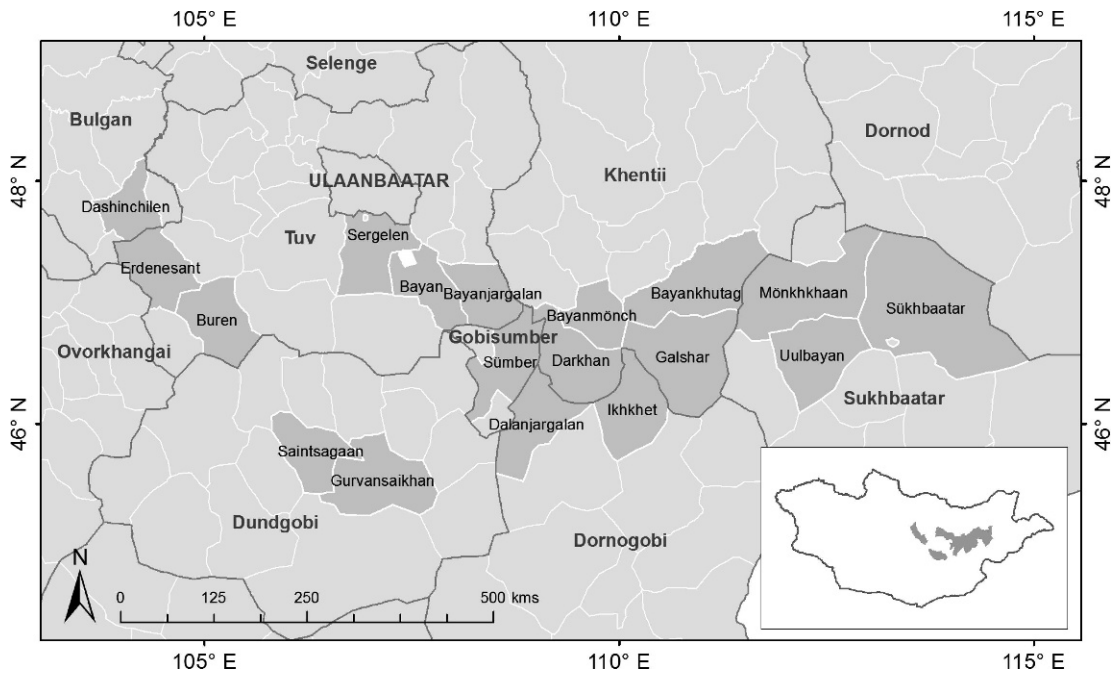 105° E
110° E
115° E
Selenge
Bulgan
Dornod
48° N
ULAANBAATAR
Khentii
48° N
Dashinchilen
Tuv
Sergelen
Erdenesant
Bayan
Bayanjargalan
Bayankhutag
Mönkhkhaan
Sükhbaatar
Buren
Bayanmönch
Ovorkhangai
Gobisumber
Sümber
Darkhan
Galshar
Uulbayan
Sukhbaatar
46° N
Ikhkhet
46° N
Dalanjargalan
Saintsagaan
Gurvansaikhan
Dundgobi
Dornogobi
N
0
125
250
500 kms
105° E
110° E
115° E